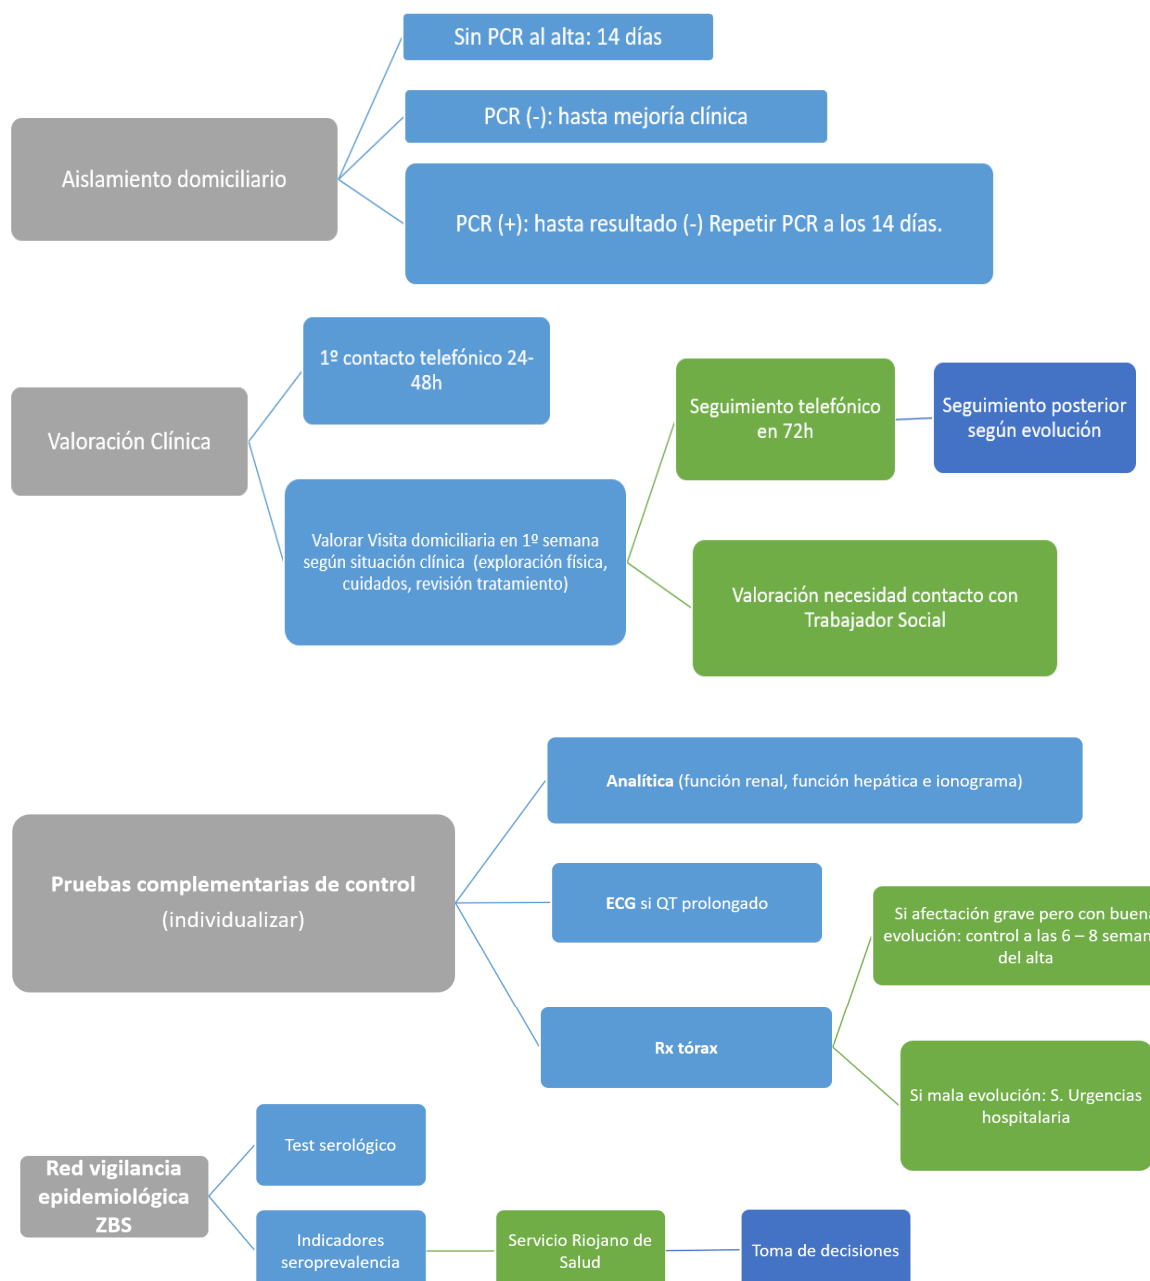 Sin PCR al alta: 14 días
PCR (-): hasta mejoría clínica
Aislamiento domiciliario
PCR (+): hasta resultado (-) Repetir PCR a los 14 días.
1º contacto telefónico 24-
48h
Valoración Clínica
Seguimiento telefónico
en 72h
Seguimiento posterior
según evolución
Valorar Visita domiciliaria en 1º semana
según situación clínica (exploración física,
cuidados, revisión tratamiento)
Valoración necesidad contacto con
Trabajador Social
Analítica (función renal, función hepática e ionograma)
Pruebas complementarias de control
(individualizar)
ECG si QT prolongado
Si afectación grave pero con buena
evolución: control a las 6 – 8 seman
del alta
Rx tórax
Si mala evolución: S. Urgencias
hospitalaria
Test serológico
Red vigilancia
epidemiológica
ZBS
Indicadores
seroprevalencia
Servicio Riojano de
Salud
Toma de decisiones